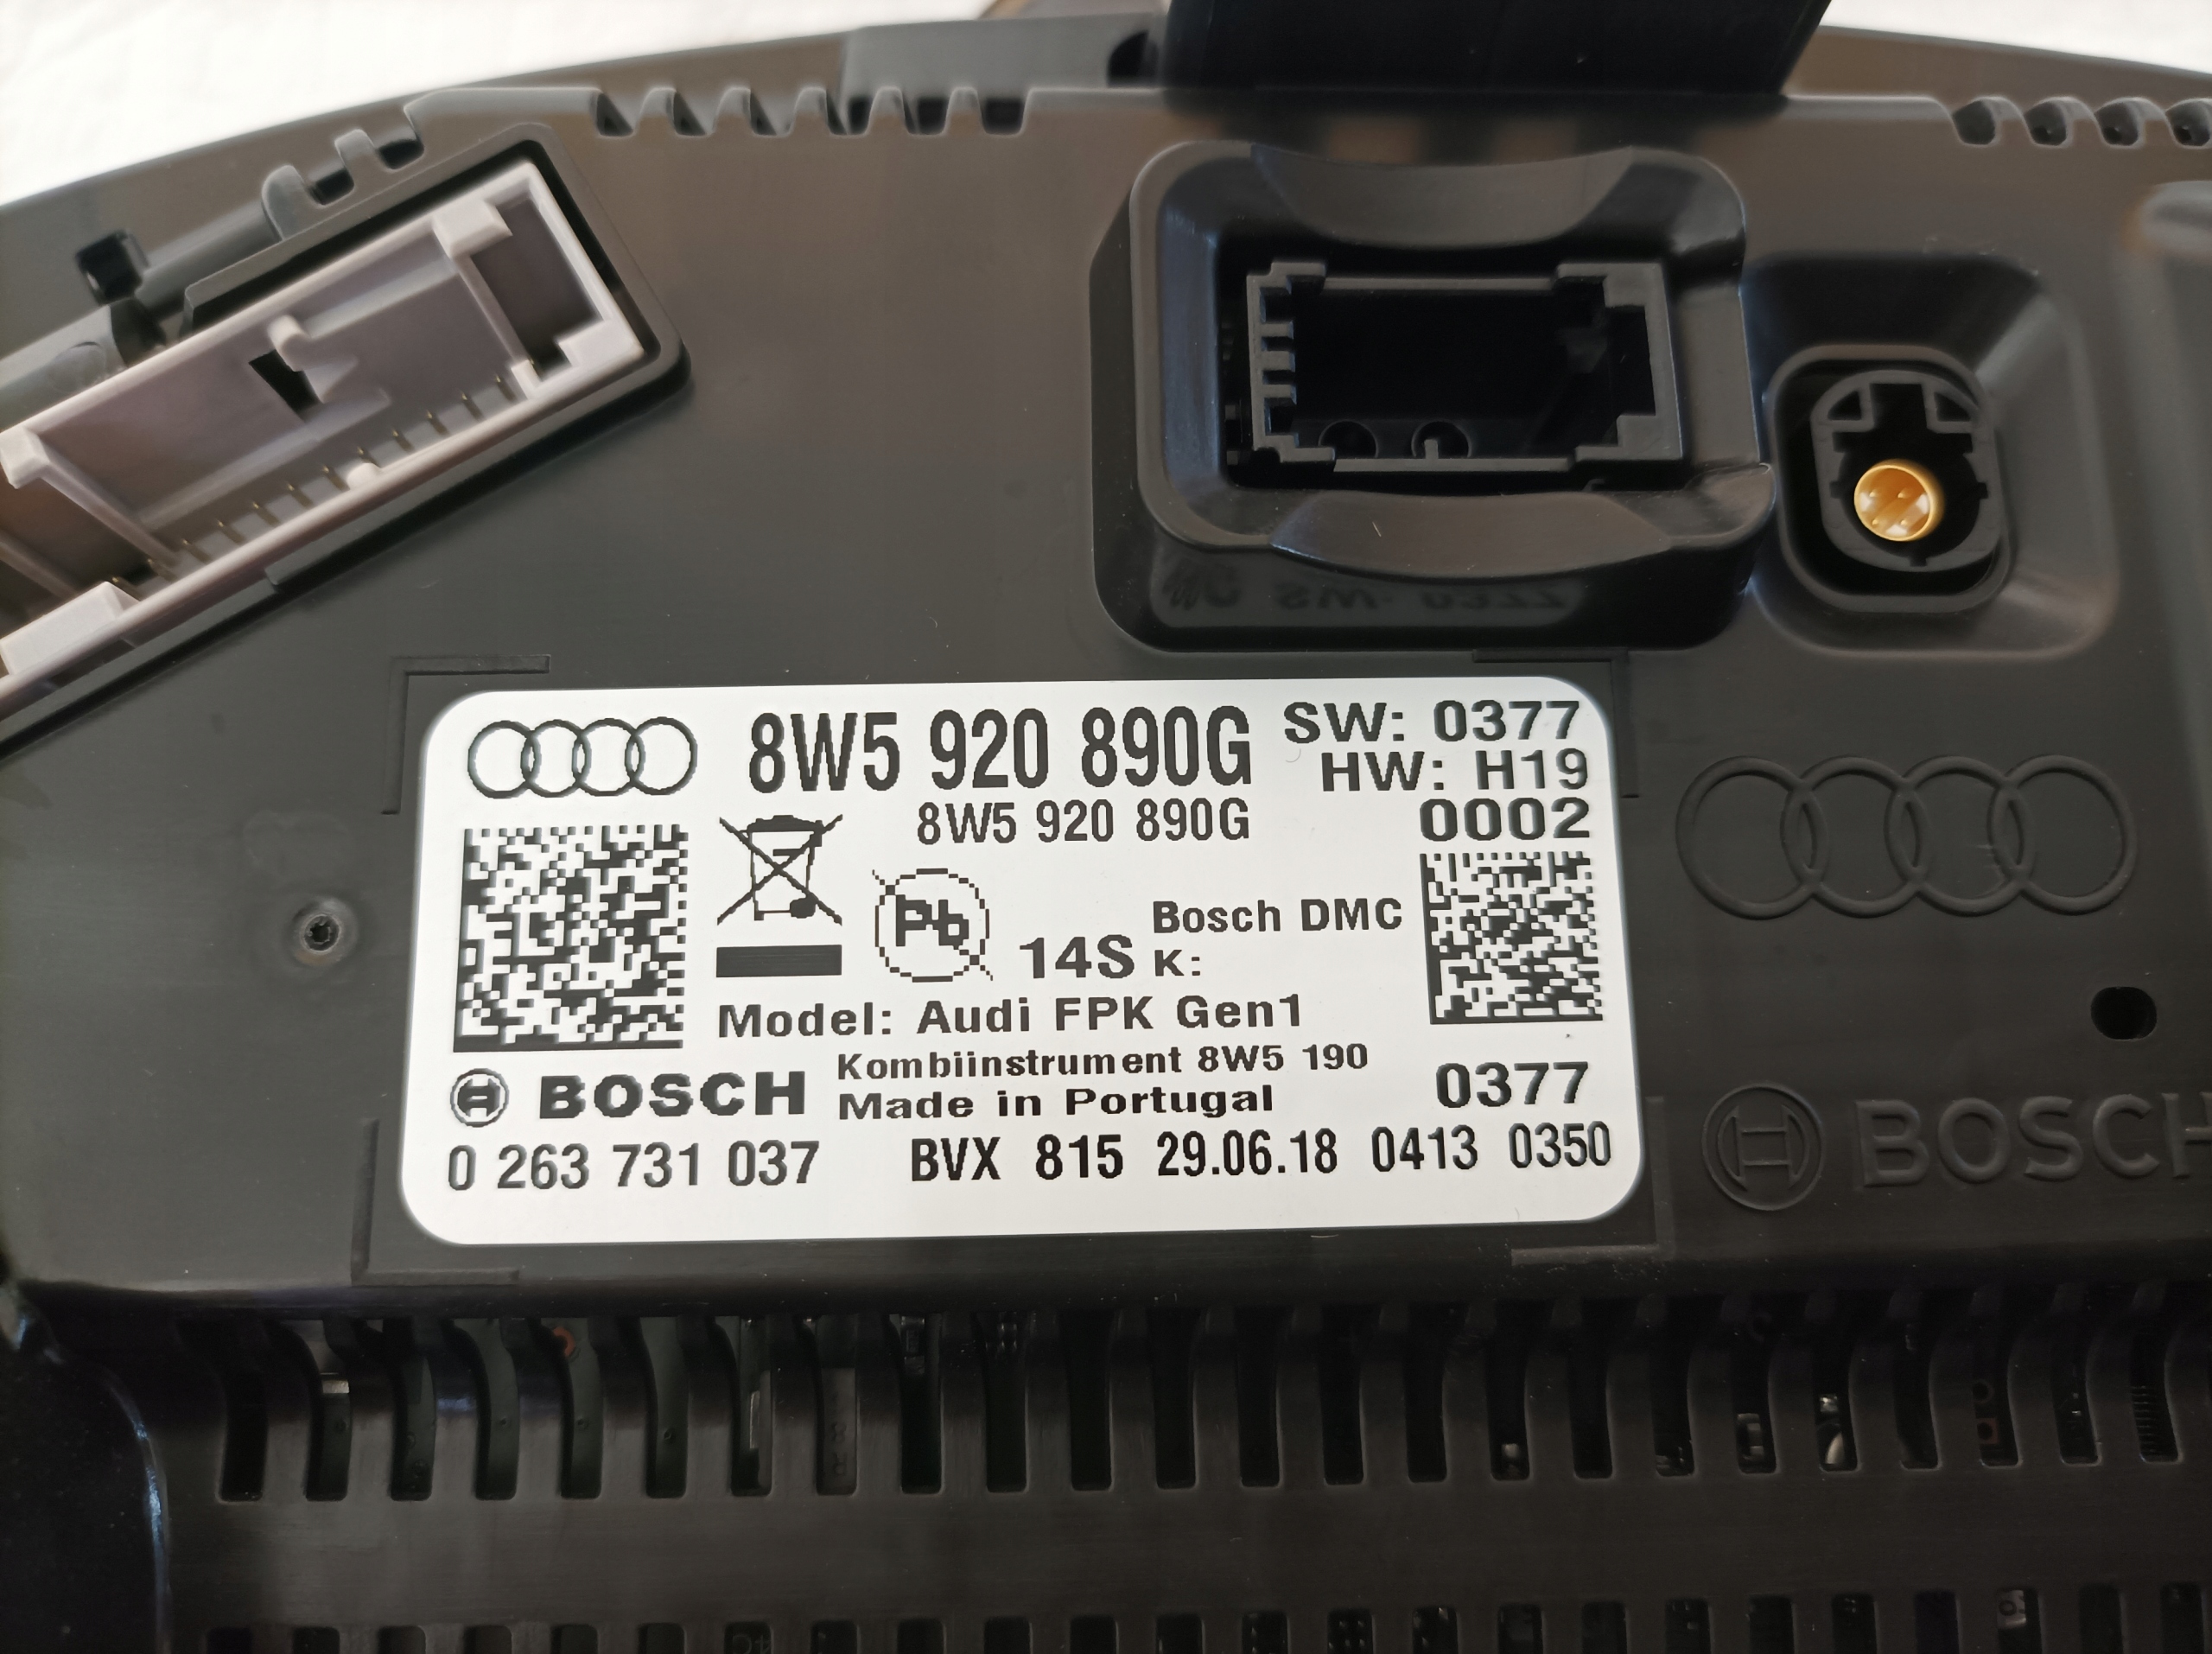 8W5 920 890G
SW: 0377
HW: H19
8W5 920 890G
0002
Pb
14S
Bosch DMC
K:
Model: Audi FPK Gen1
Kombiinstrument 8W5 190
BOSCH
Made in Portugal
0377
0 263 731 037 BVX 815 29.06.18 0413 0350
BOSCH